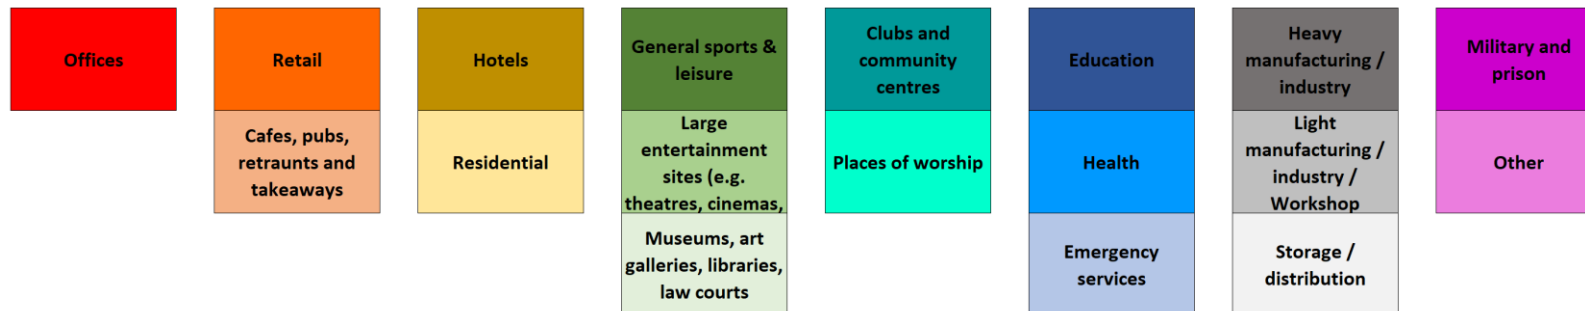 Offices
Retail
Hotels
General sports &
leisure
Clubs and
community
centres
Education
Heavy
manufacturing /
industry
Military and
prison
Cafes, pubs,
retraunts and
takeaways
Residential
Large
entertainment
sites (e.g.
theatres, cinemas,
Places of worship
Health
Light
manufacturing /
industry /
Workshop
Other
Museums, art
galleries, libraries,
law courts
Emergency
services
Storage /
distribution